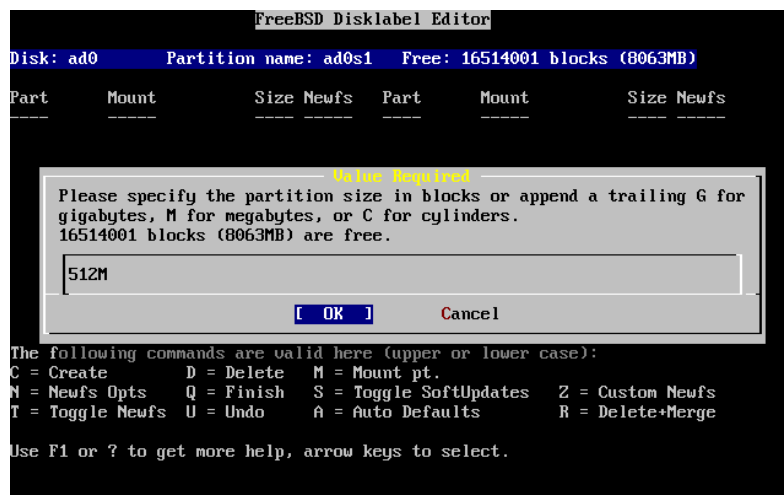 FreeBSD Disklabel Editor
Disk: ad0 Partition name: ad0s1 Free: 16514001 blocks (8063MB)
Part Mount Size Newfs Part Mount Size Newfs
---- ----- ---- ----- ---- ----- ---- -----
Value Required
Please specify the partition size in blocks or append a trailing G for
gigabytes, M for megabytes, or C for cylinders.
16514001 blocks (8063MB) are free.
512M
[ OK ] Cancel
The following commands are valid here (upper or lower case):
C = Create D = Delete M = Mount pt.
N = Newfs Opts Q = Finish S = Toggle SoftUpdates Z = Custom Newfs
T = Toggle Newfs U = Undo A = Auto Defaults R = Delete+Merge
Use F1 or ? to get more help, arrow keys to select.